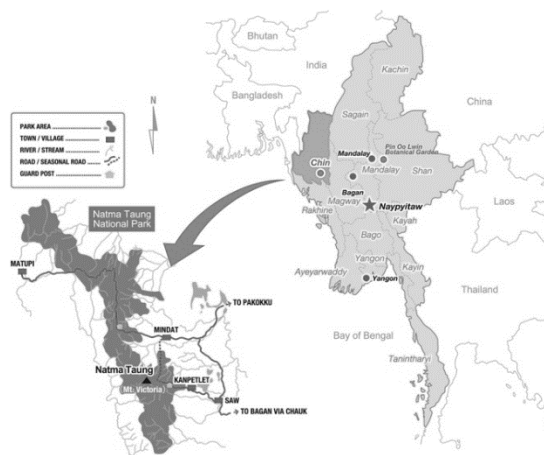 Bhutan
India
Bangladesh
China
Laos
Thailand
Bay of Bengal
Kachin
Sagain
Chin
Mandalay
Pin Oo Lwin
Botanical Garden
Mandalay
Shan
Bagan
Magway
Naypyitaw
Rakhine
Kayah
Bago
Yangon
Ayeryarwaddy
Kayin
Yangon
Tanintharyi
N
PARK AREA
TOWN / VILLAGE
RIVER / STREAM
ROAD / SEASONAL ROAD
GUARD POST
Natma Taung
National Park
MATUPI
TO PAKOKKU
MINDAT
Natma Taung
Mt. Victoria
KANPETLET
SAW
TO BAGAN VIA CHAUK